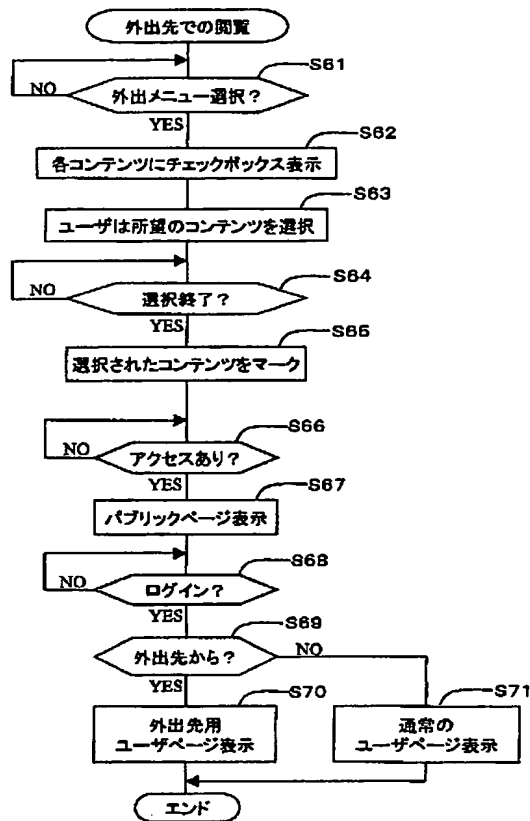 外出先での閲覧
S61
外出メニュー選択？
NO
YES
S62
各コンテンツにチェックボックス表示
S63
ユーザは所望のコンテンツを選択
S64
選択終了？
NO
YES
S65
選択されたコンテンツをマーク
S66
アクセスあり？
NO
YES
S67
パブリックページ表示
S68
ログイン？
NO
YES
S69
外出先から？
NO
YES
S70
外出先用
ユーザページ表示
S71
通常の
ユーザページ表示
エンド